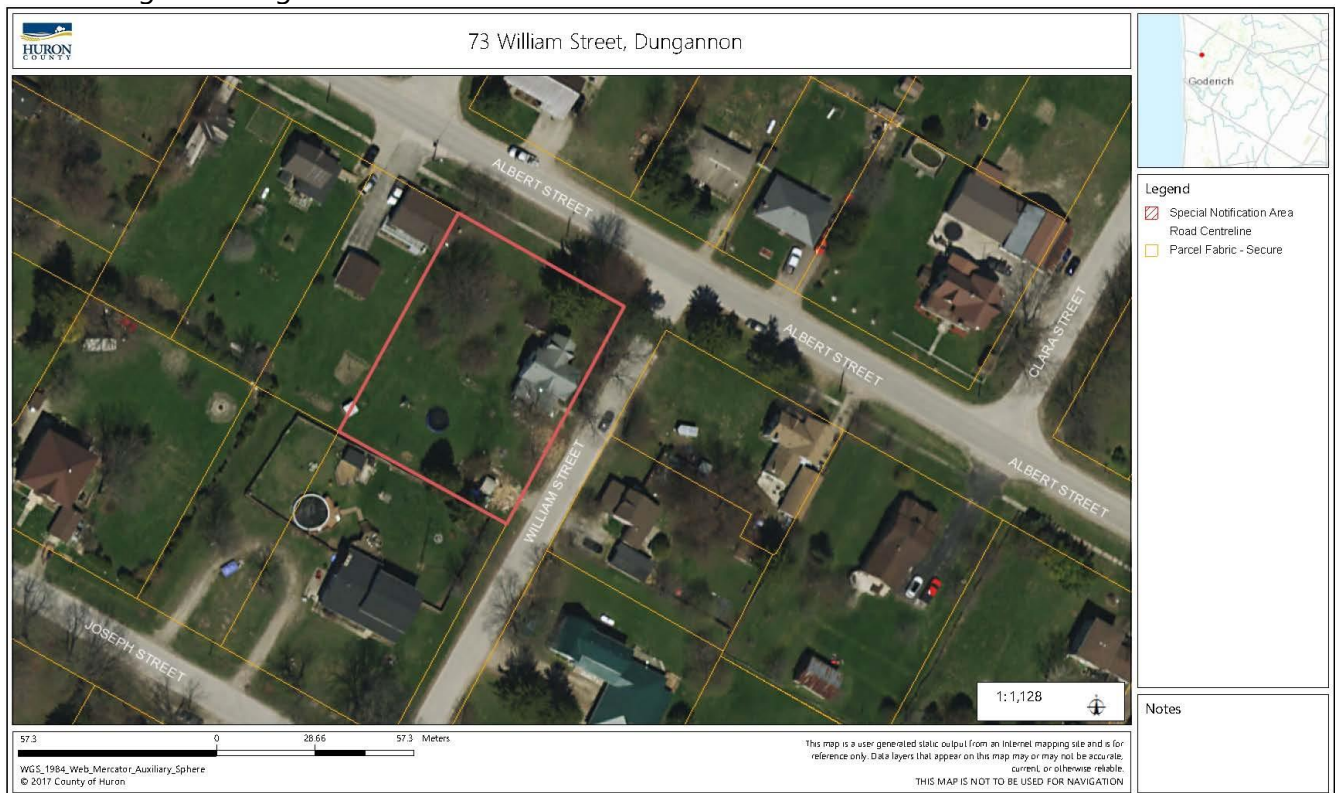 HURON
COUNTY
73 William Street, Dungannon
Goderich
Legend
Special Notification Area
Road Centreline
Parcel Fabric - Secure
ALBERT STREET
ALBERT STREET
CLARA STREET
ALBERT STREET
WILLIAM STREET
JOSEPH STREET
1: 1,128
Notes
57.3 0 28.66 57.3 Meters
WGS_1984_Web_Mercator_Auxiliary_Sphere
© 2017 County of Huron
This map is a user generated static output from an Internet mapping site and is for
reference only. Data layers that appear on this map may or may not be accurate,
current, or otherwise reliable.
THIS MAP IS NOT TO BE USED FOR NAVIGATION